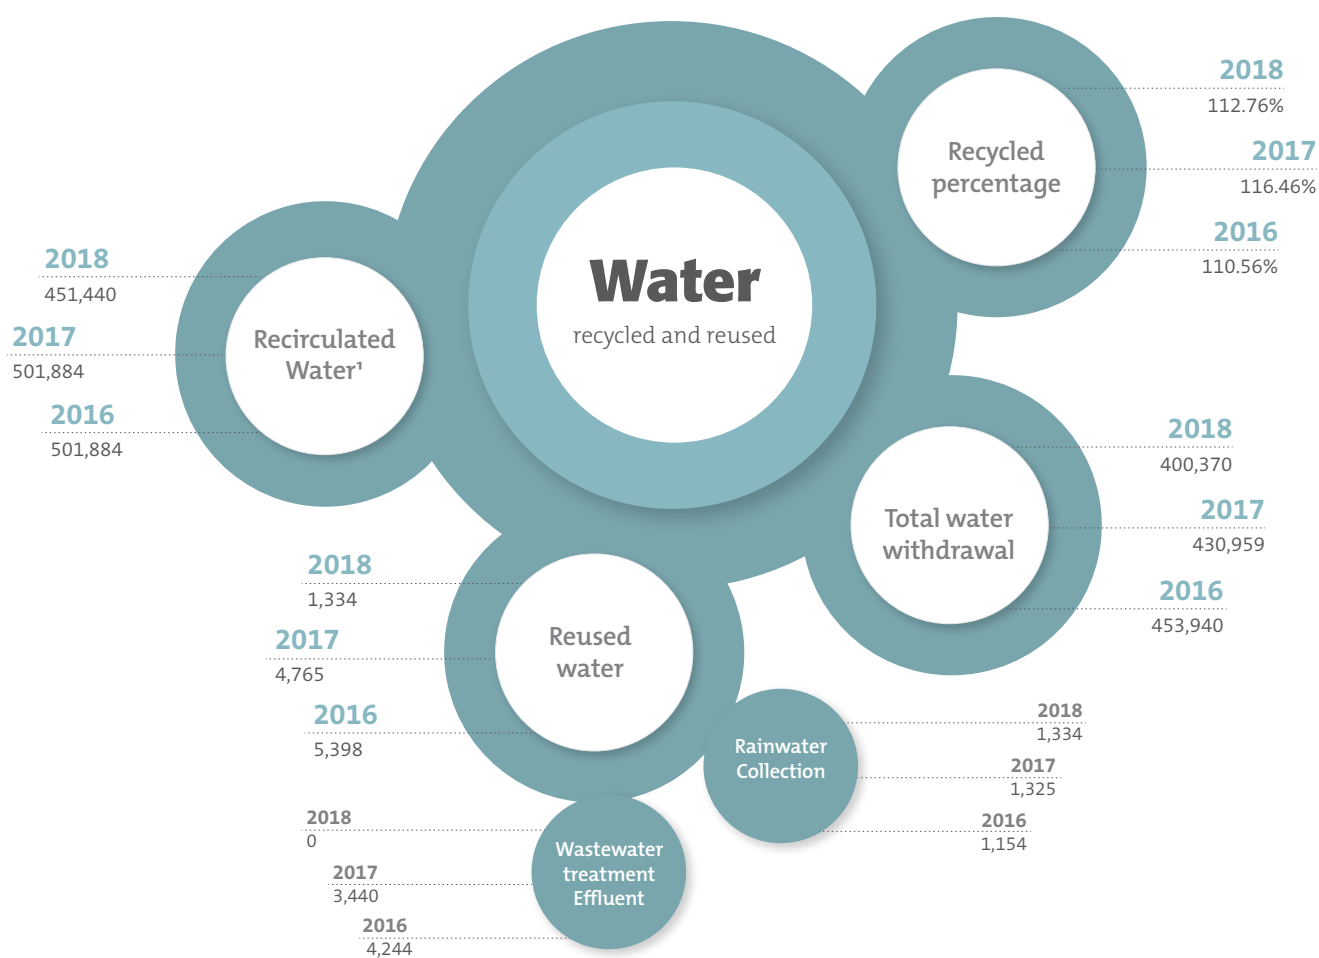 Water
recycled and reused
Recycled
percentage
2018
112.76%
2017
116.46%
2016
110.56%
Recirculated
Water¹
2018
451,440
2017
501,884
2016
501,884
Total water
withdrawal
2018
400,370
2017
430,959
2016
453,940
Reused
water
2018
1,334
2017
4,765
2016
5,398
Rainwater
Collection
2018
1,334
2017
1,325
2016
1,154
Wastewater
treatment
Effluent
2018
0
2017
3,440
2016
4,244